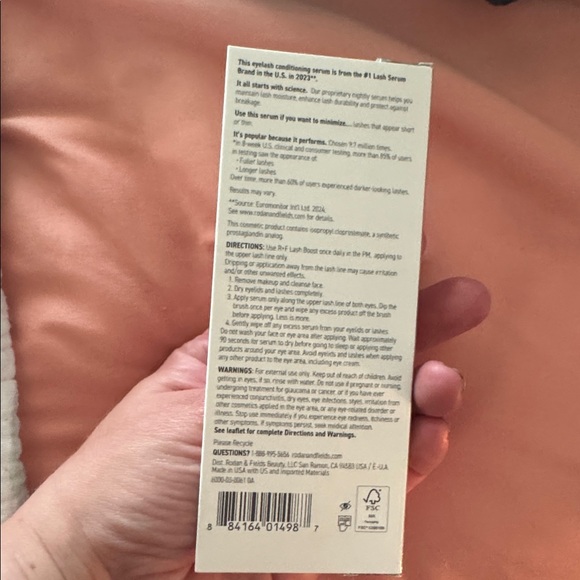 This eyelash conditioning serum is from the #1 Lash Serum
Brand in the U.S. in 2023**.
It all starts with science. Our proprietary nightly serum helps you
maintain lash moisture, enhance lash durability and protect against
breakage.
Use this serum if you want to minimize... lashes that appear short
or thin.
It's popular because it performs. Chosen 9.7 million times.
*In 8-week U.S. clinical and consumer testing, more than 85% of users
in testing saw the appearance of:
• Fuller lashes
• Longer lashes
Over time, more than 60% of users experienced darker looking lashes.
Results may vary.
**Source: Euromonitor Int'l Ltd. 2024.
See www.rodanandfields.com for details.
This cosmetic product contains isopropyl cloprostenate, a synthetic
prostaglandin analog.
DIRECTIONS: Use R+F Lash Boost once daily in the PM, applying to
the upper lash line only.
Dripping or application away from the lash line may cause irritation
and/or other unwanted effects.
1. Remove makeup and cleanse face.
2. Dry eyelids and lashes completely.
3. Apply serum only along the upper lash line of both eyes. Dip the
brush once per eye and wipe any excess product off the brush
before applying. Less is more.
4. Gently wipe off any excess serum from your eyelids or lashes.
Do not wash your face or eye area after applying. Wait approximately
90 seconds for serum to dry before going to sleep or applying other
products around your eye area. Avoid eyelids and lashes when applying
any other product to the eye area, including eye cream.
WARNINGS: For external use only. Keep out of reach of children. Avoid
getting in eyes; if so, rinse with water. Do not use if pregnant or nursing,
undergoing treatment for glaucoma or cancer, or if you have ever
experienced conjunctivitis, dry eyes, eye infections, styes, irritation from
other cosmetics applied in the eye area, or any eye-related disorder or
illness. Stop use immediately if you experience eye redness, itchiness or
other symptoms. If symptoms persist, seek medical attention.
See leaflet for complete Directions and Warnings.
Please Recycle
QUESTIONS? 1-888-995-5656 rodanandfields.com
Dist. Rodan & Fields Beauty, LLC San Ramon, CA 94583 USA / E.-U.A.
Made in USA with US and Imported Materials
8 84164 01498 7
FSC